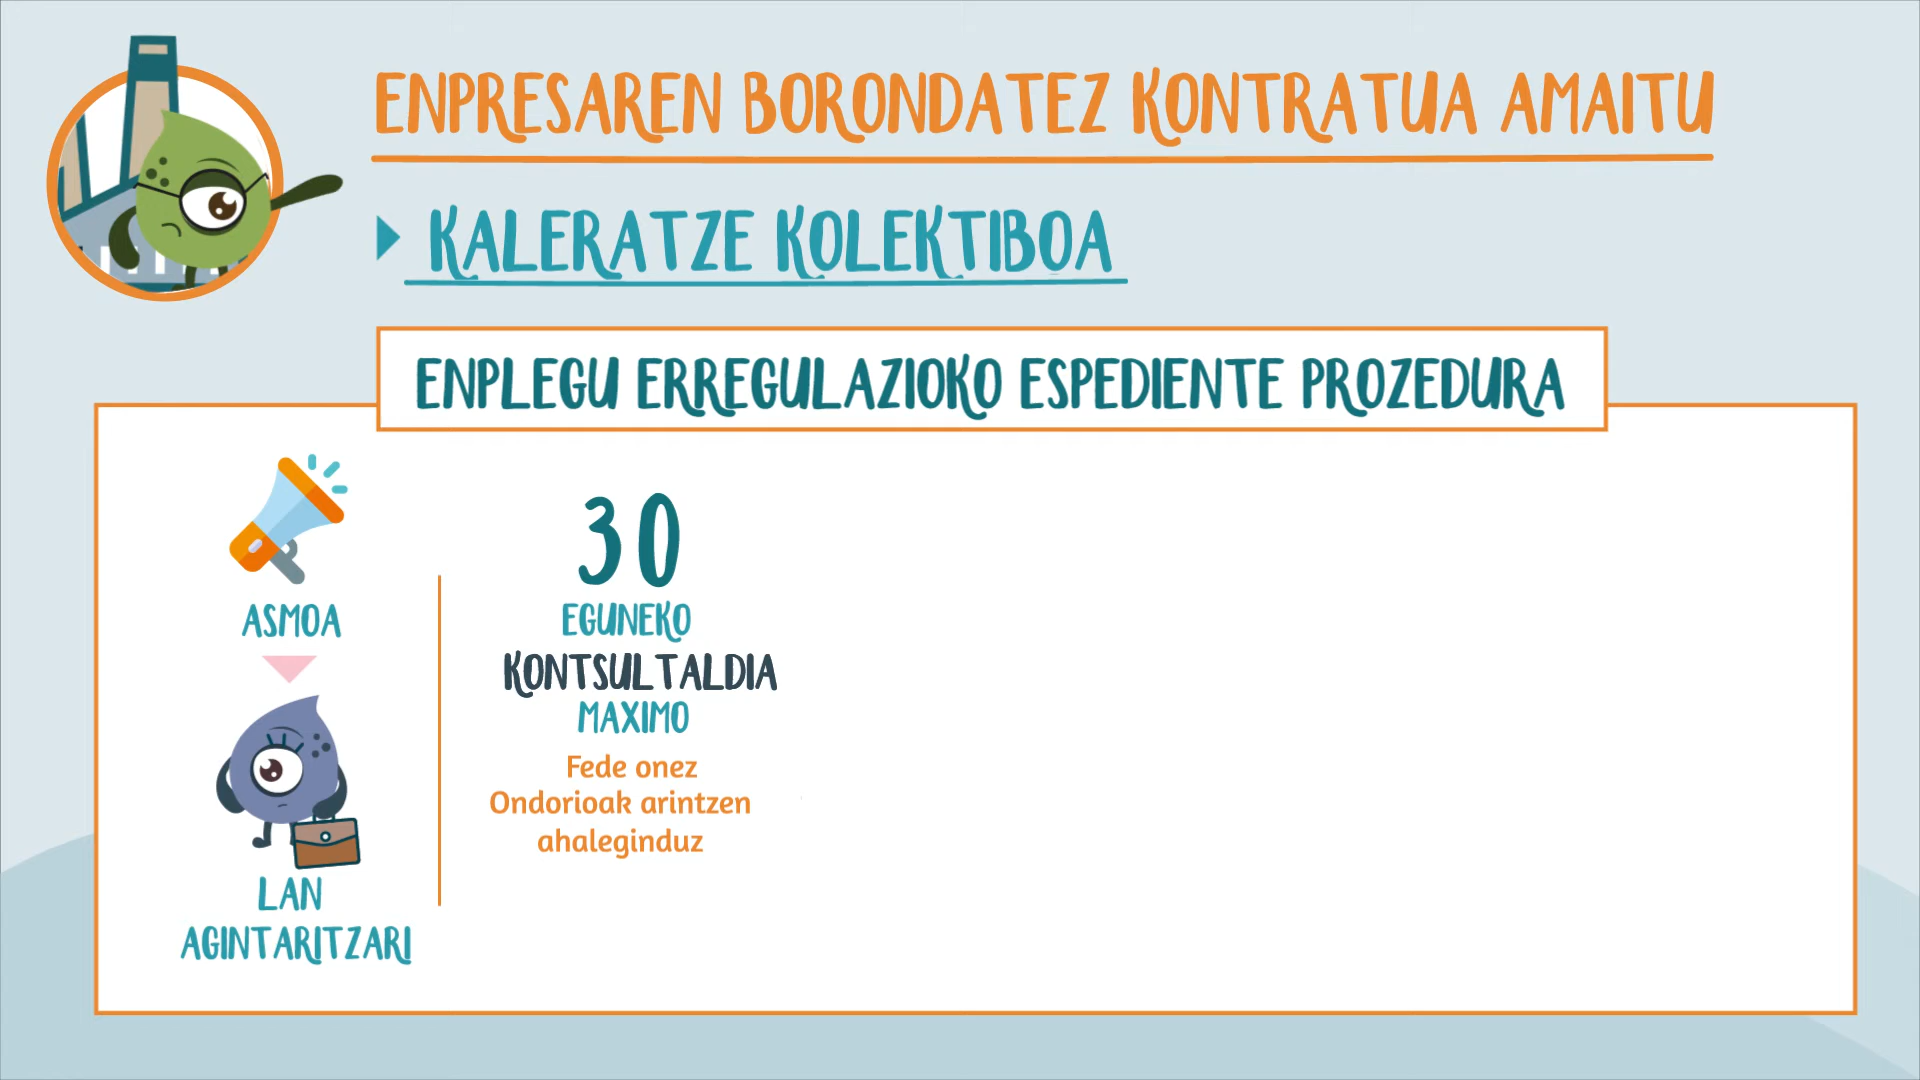 ENPRESAREN BORONDATEZ KONTRATUA AMAITU
KALERATZE KOLEKTIBOA
ENPLEGU ERREGULAZIOKO ESPEDIENTE PROZEDURA
ASMOA
LAN
AGINTARITZARI
30
EGUNEKO
KONTSULTALDIA
MAXIMO
Fede onez
Ondorioak arintzen
ahaleginduz